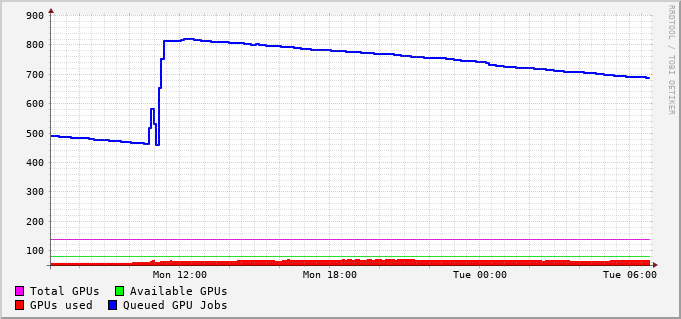 900
800
700
600
500
400
300
200
100
Mon 12:00 Mon 18:00 Tue 00:00 Tue 06:00
Total GPUs Available GPUs
GPUs used Queued GPU Jobs
RRDTOOL / TOBI OETIKER